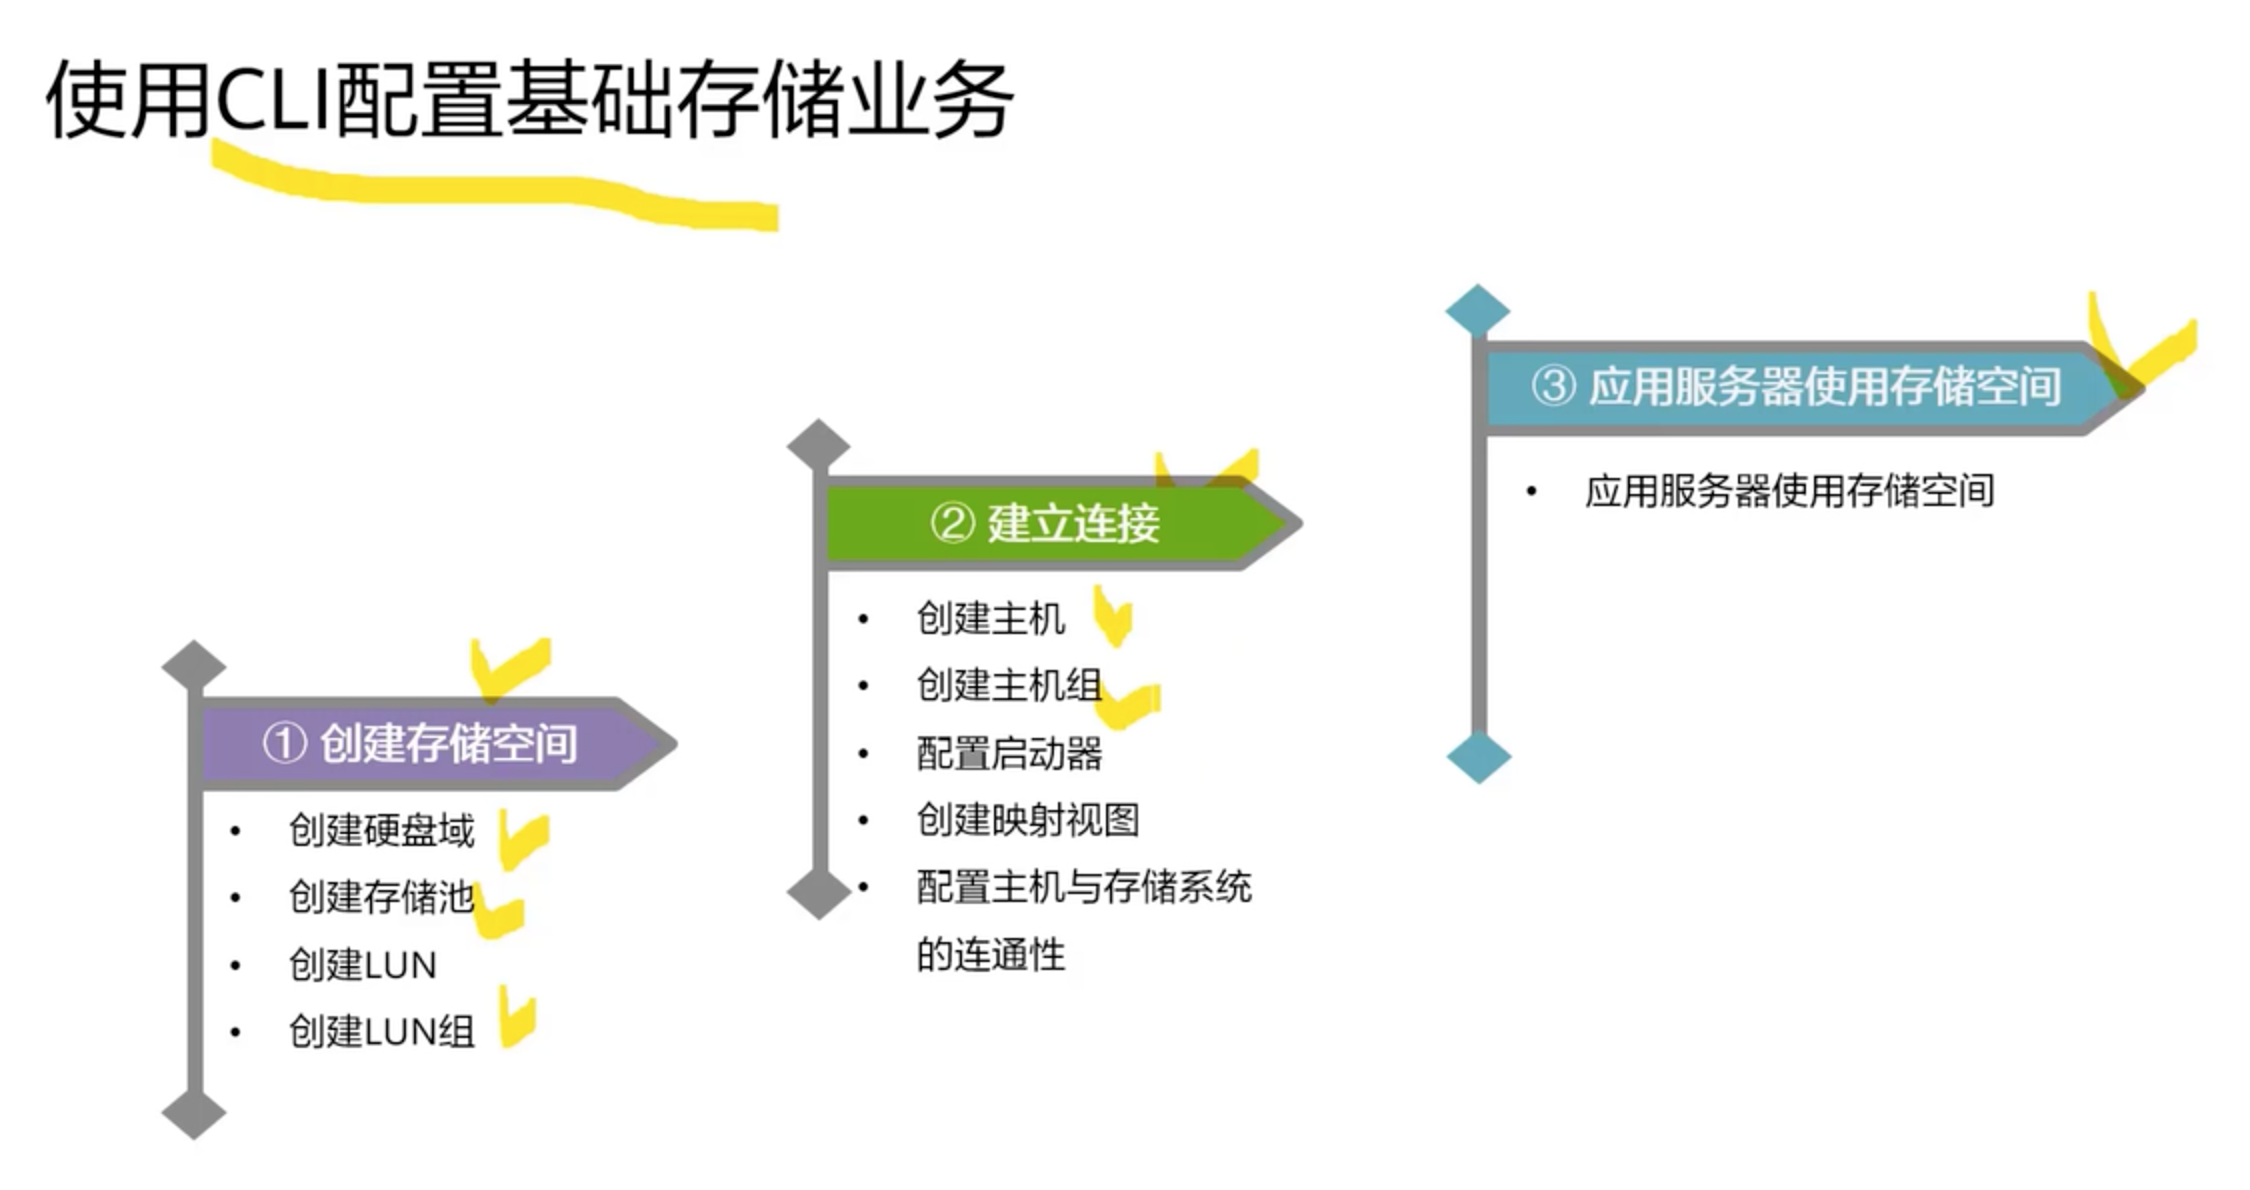 使用CLI配置基础存储业务
① 创建存储空间
• 创建硬盘域
• 创建存储池
• 创建LUN
• 创建LUN组
② 建立连接
• 创建主机
• 创建主机组
• 配置启动器
• 创建映射视图
• 配置主机与存储系统
的连通性
③ 应用服务器使用存储空间
• 应用服务器使用存储空间